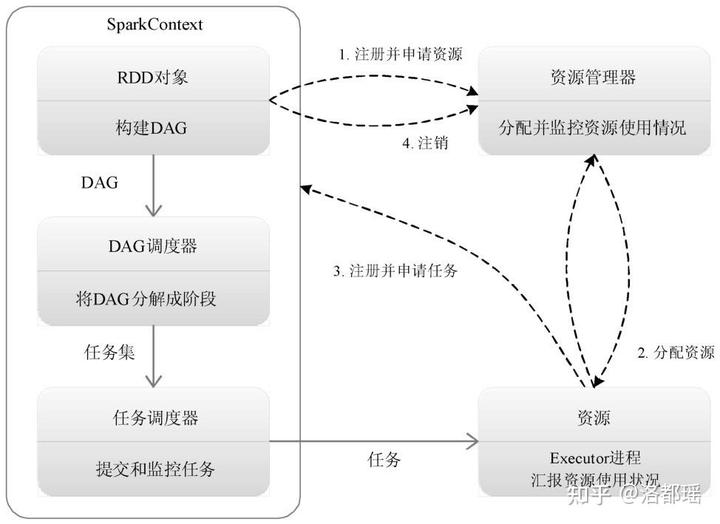 SparkContext
RDD对象
构建DAG
DAG
DAG调度器
将DAG分解成阶段
任务集
任务调度器
提交和监控任务
1. 注册并申请资源
4. 注销
资源管理器
分配并监控资源使用情况
3. 注册并申请任务
2. 分配资源
任务
资源
Executor进程
汇报资源使用状况
知乎 @洛都瑶